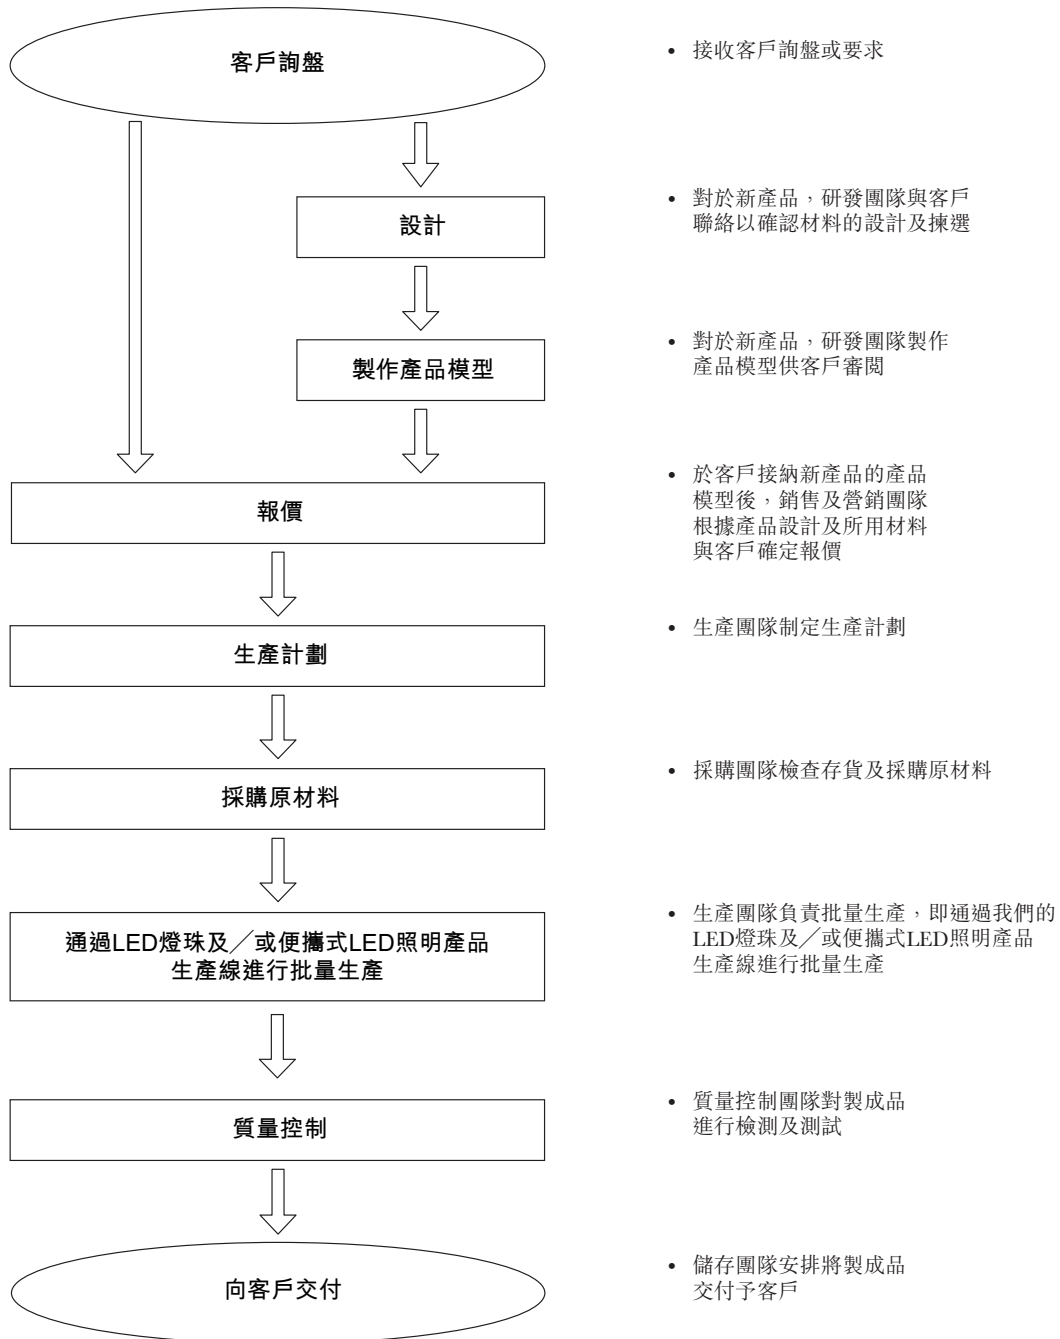 客戶詢盤
• 接收客戶詢盤或要求
設計
• 對於新產品，研發團隊與客戶
聯絡以確認材料的設計及揀選
製作產品模型
• 對於新產品，研發團隊製作
產品模型供客戶審閱
報價
• 於客戶接納新產品的產品
模型後，銷售及營銷團隊
根據產品設計及所用材料
與客戶確定報價
生產計劃
• 生產團隊制定生產計劃
採購原材料
• 採購團隊檢查存貨及採購原材料
通過LED燈珠及／或便攜式LED照明產品
生產線進行批量生產
• 生產團隊負責批量生產，即通過我們的
LED燈珠及／或便攜式LED照明產品
生產線進行批量生產
質量控制
• 質量控制團隊對製成品
進行檢測及測試
向客戶交付
• 儲存團隊安排將製成品
交付予客戶